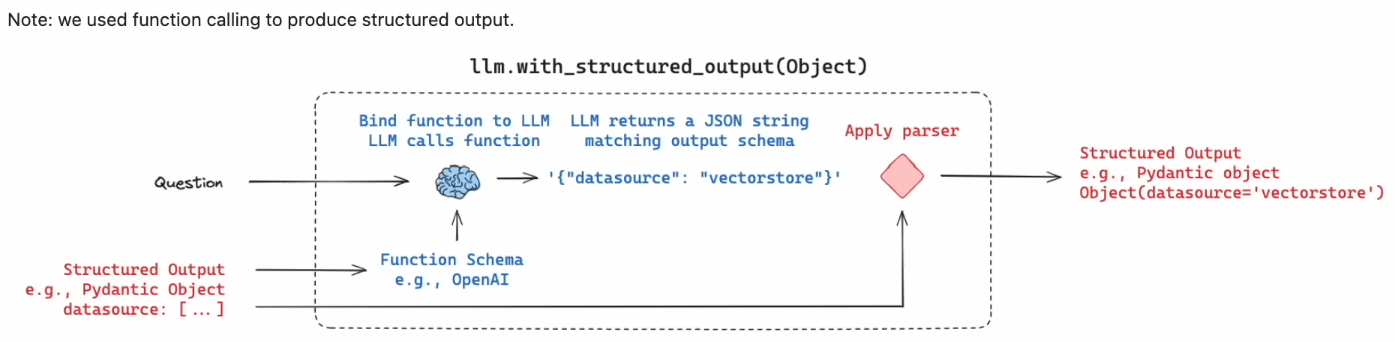 Note: we used function calling to produce structured output.
llm.with_structured_output(Object)
Bind function to LLM
LLM calls function
LLM returns a JSON string
matching output schema
Apply parser
Question
'{"datasource": "vectorstore"}'
Structured Output
e.g., Pydantic object
Object(datasource='vectorstore')
Function Schema
e.g., OpenAI
Structured Output
e.g., Pydantic Object
datasource: [ ... ]